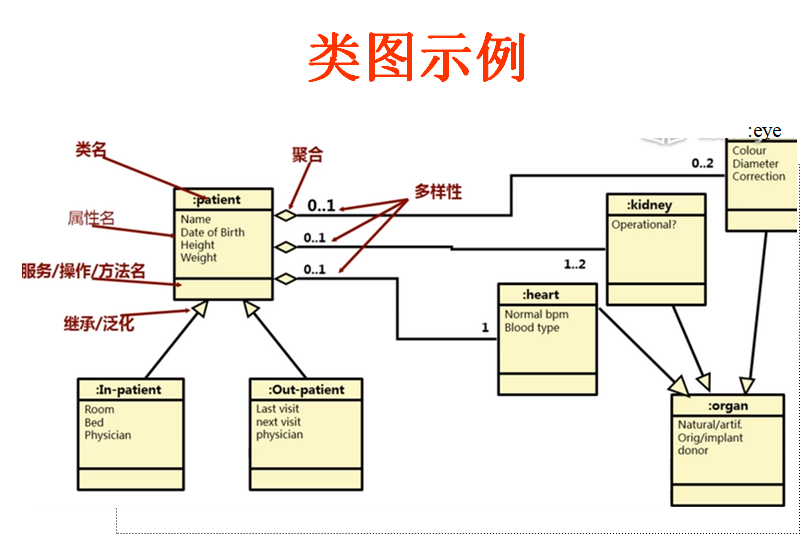 类图示例
类名
聚合
多样性
属性名
服务/操作/方法名
继承/泛化
:patient
Name
Date of Birth
Height
Weight
0..1
0..1
0..1
0..2
1..2
1
:eye
Colour
Diameter
Correction
:kidney
Operational?
:heart
Normal bpm
Blood type
:In-patient
Room
Bed
Physician
:Out-patient
Last visit
next visit
physician
:organ
Natural/artif.
Orig/implant
donor